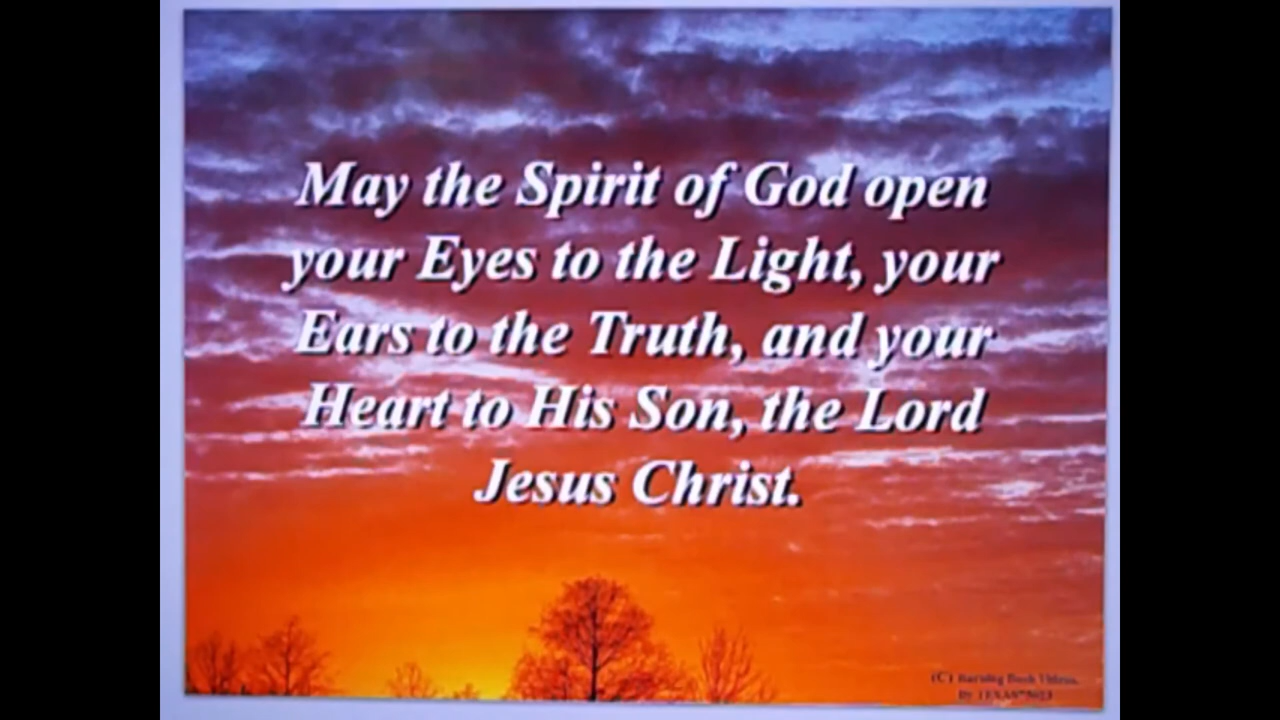 May the Spirit of God open
your Eyes to the Light, your
Ears to the Truth, and your
Heart to His Son, the Lord
Jesus Christ.
(C)